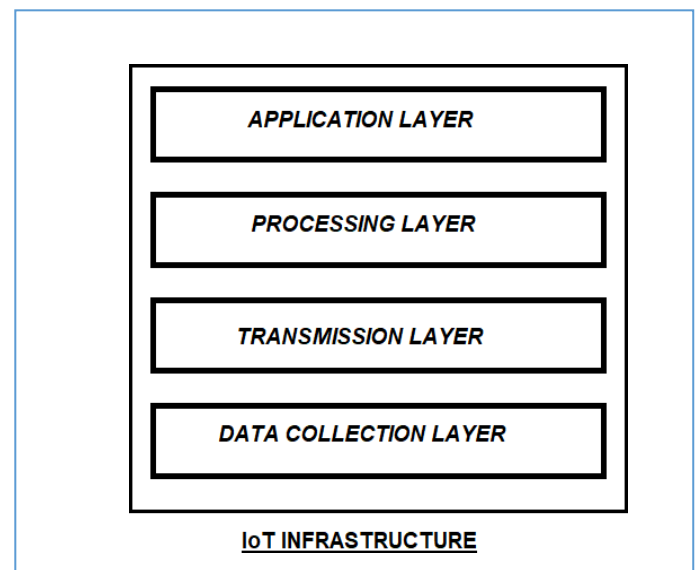 APPLICATION LAYER
PROCESSING LAYER
TRANSMISSION LAYER
DATA COLLECTION LAYER
IoT INFRASTRUCTURE